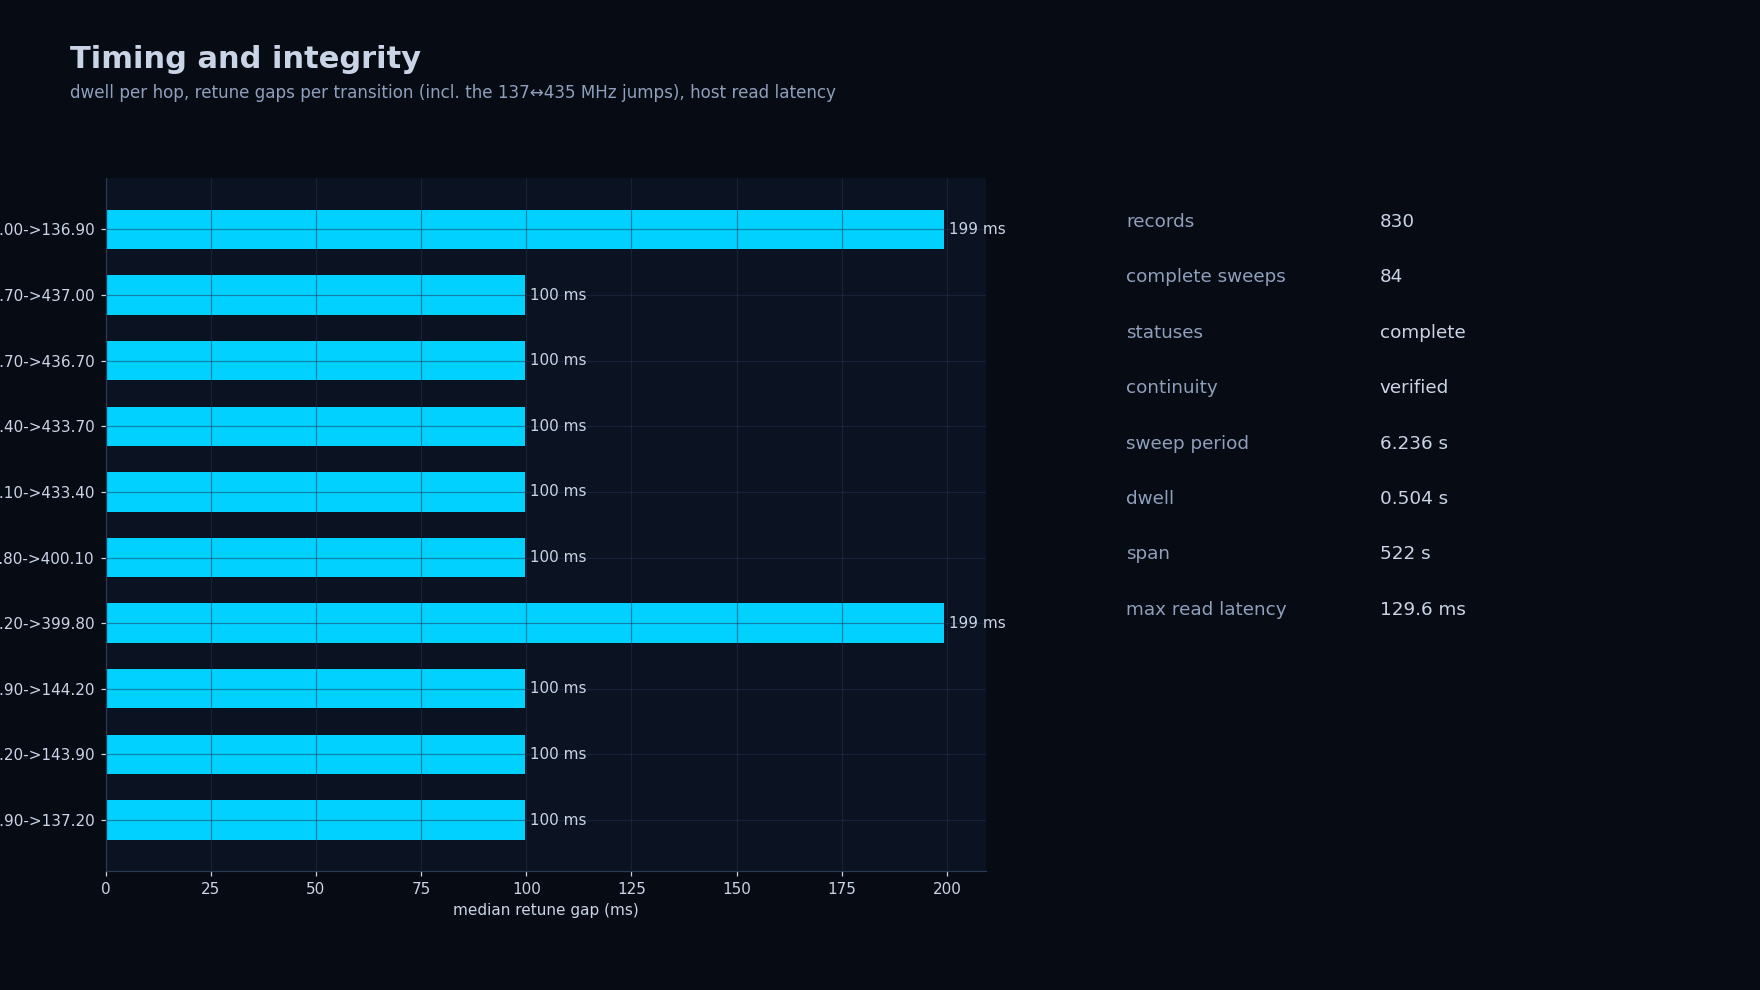 Timing and integrity
dwell per hop, retune gaps per transition (incl. the 137↔435 MHz jumps), host read latency
.00->136.90
199 ms
.70->437.00
100 ms
.70->436.70
100 ms
.40->433.70
100 ms
.10->433.40
100 ms
.80->400.10
100 ms
.20->399.80
199 ms
.90->144.20
100 ms
.20->143.90
100 ms
.90->137.20
100 ms
0 25 50 75 100 125 150 175 200
median retune gap (ms)
records 830
complete sweeps 84
statuses complete
continuity verified
sweep period 6.236 s
dwell 0.504 s
span 522 s
max read latency 129.6 ms